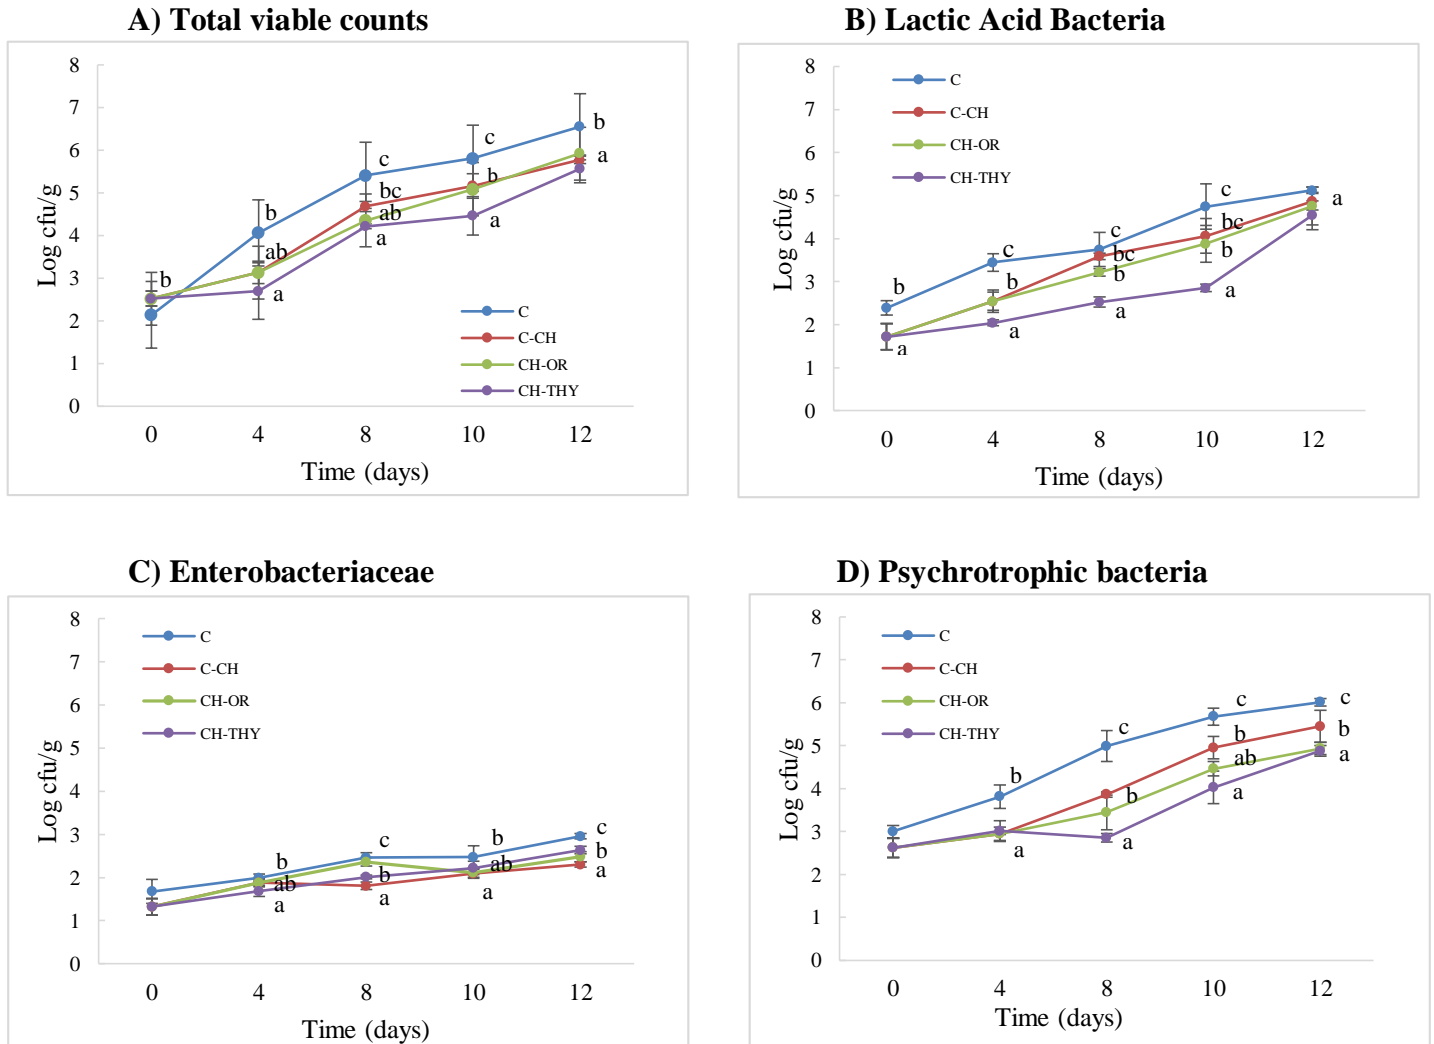 A) Total viable counts
8
7
6
5
4
3
2
1
0
Log cfu/g
b
b
ab
a
c
bc
ab
a
c
b
a
b
a
C
C-CH
CH-OR
CH-THY
0 4 8 10 12
Time (days)
B) Lactic Acid Bacteria
8
7
6
5
4
3
2
1
0
Log cfu/g
C
C-CH
CH-OR
CH-THY
b
a
c
b
a
c
bc
b
a
c
bc
b
a
a
0 4 8 10 12
Time (days)
C) Enterobacteriaceae
8
7
6
5
4
3
2
1
0
Log cfu/g
C
C-CH
CH-OR
CH-THY
b
ab
a
c
b
a
b
ab
a
c
b
a
0 4 8 10 12
Time (days)
D) Psychrotrophic bacteria
8
7
6
5
4
3
2
1
0
Log cfu/g
C
C-CH
CH-OR
CH-THY
b
a
c
b
a
c
b
ab
a
c
b
a
0 4 8 10 12
Time (days)